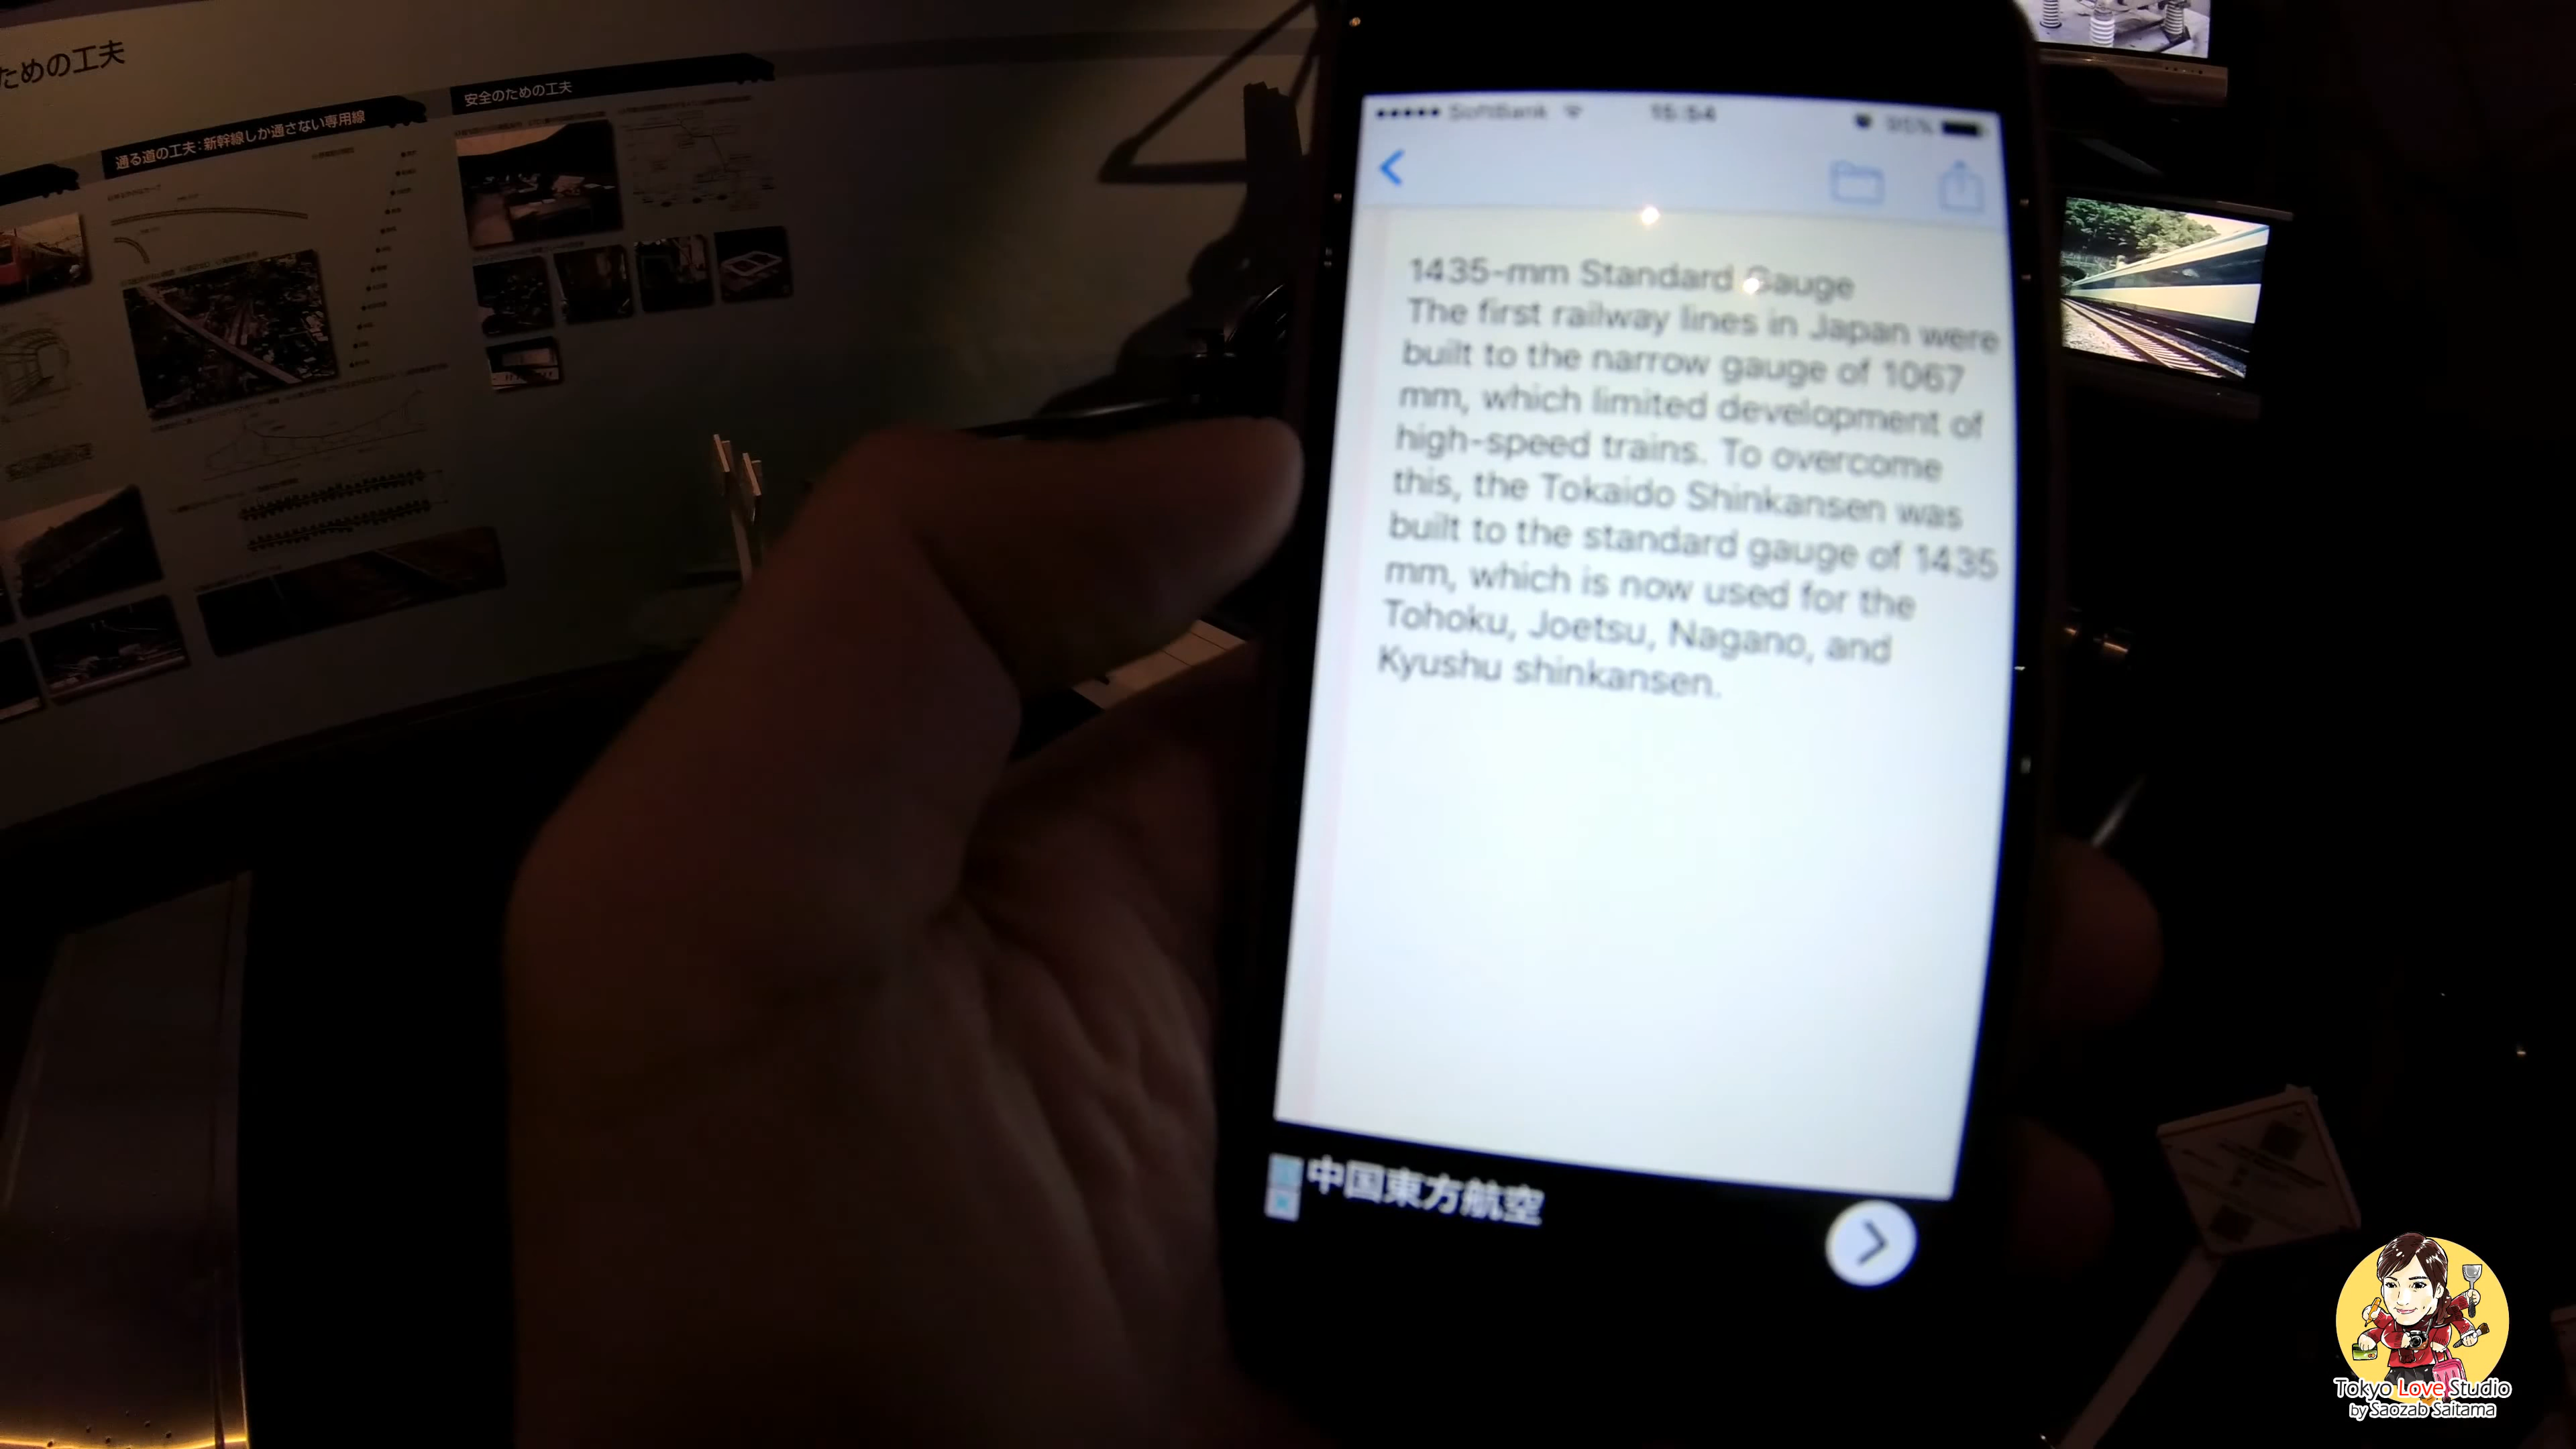 ための工夫
通る道の工夫:新幹線しか通さない専用線
安全のための工夫
SoftBank 15:54 95%
1435-mm Standard Gauge
The first railway lines in Japan were
built to the narrow gauge of 1067
mm, which limited development of
high-speed trains. To overcome
this, the Tokaido Shinkansen was
built to the standard gauge of 1435
mm, which is now used for the
Tohoku, Joetsu, Nagano, and
Kyushu shinkansen.
中国東方航空
Tokyo Love Studio
by Saozab Saitama